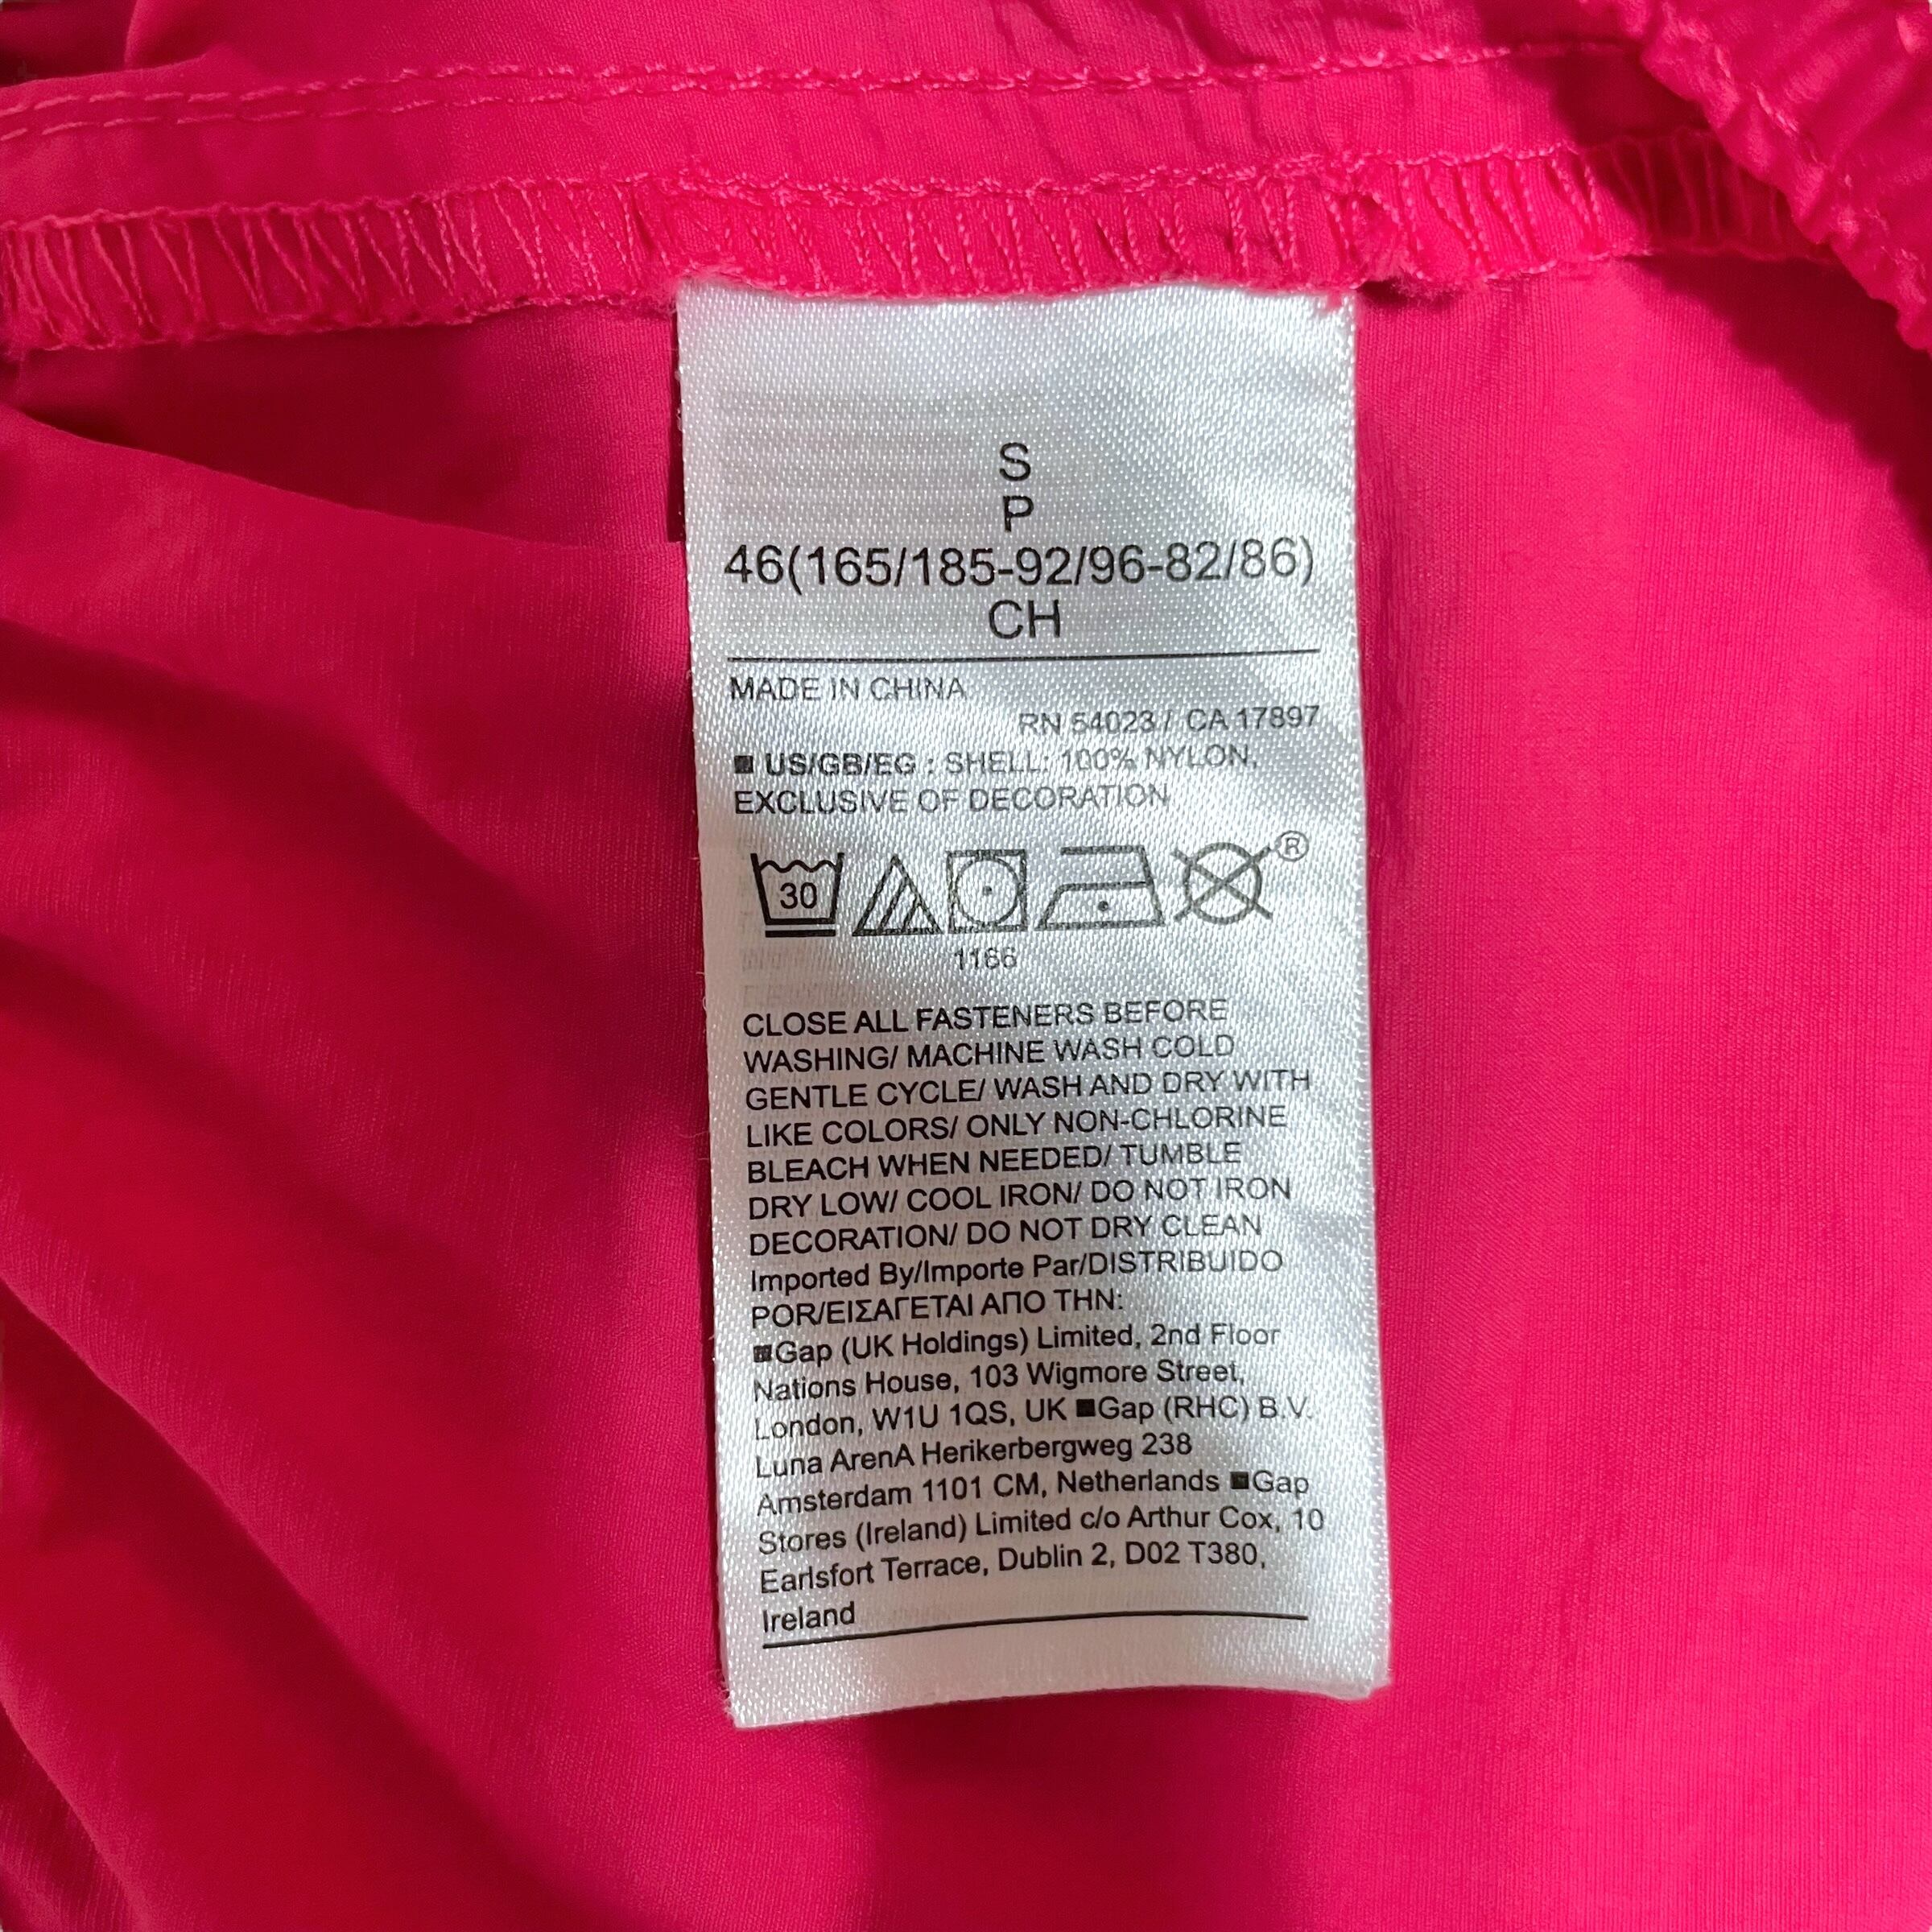 S
P
46(165/185-92/96-82/86)
CH
MADE IN CHINA
RN 54023 / CA 17897
■ US/GB/EG : SHELL: 100% NYLON,
EXCLUSIVE OF DECORATION
30
®
1166
CLOSE ALL FASTENERS BEFORE
WASHING/ MACHINE WASH COLD
GENTLE CYCLE/ WASH AND DRY WITH
LIKE COLORS/ ONLY NON-CHLORINE
BLEACH WHEN NEEDED/ TUMBLE
DRY LOW/ COOL IRON/ DO NOT IRON
DECORATION/ DO NOT DRY CLEAN
Imported By/Importe Par/DISTRIBUIDO
POR/ΕΙΣΑΓΕΤΑΙ ΑΠΟ ΤΗΝ:
■Gap (UK Holdings) Limited, 2nd Floor
Nations House, 103 Wigmore Street,
London, W1U 1QS, UK ■Gap (RHC) B.V.
Luna ArenA Herikerbergweg 238
Amsterdam 1101 CM, Netherlands ■Gap
Stores (Ireland) Limited c/o Arthur Cox, 10
Earlsfort Terrace, Dublin 2, D02 T380,
Ireland